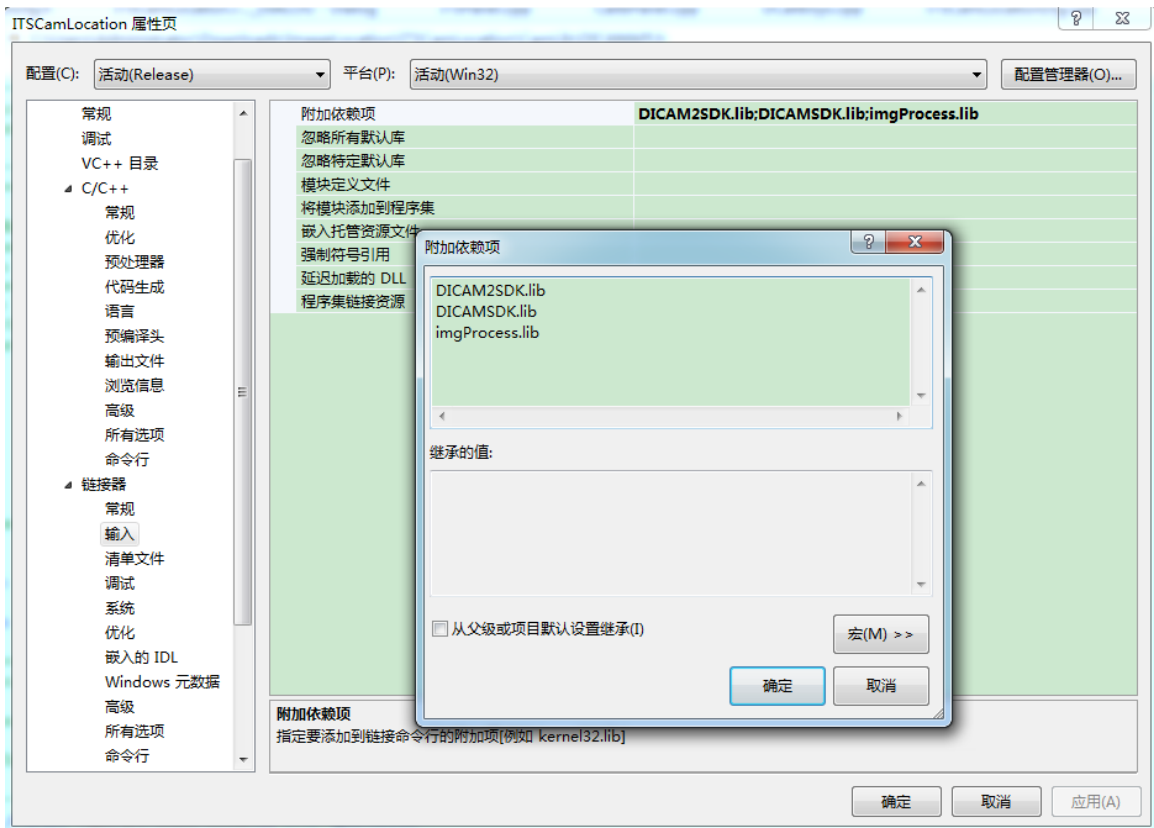 ITSCamLocation 属性页
配置(C): 活动(Release) 平台(P): 活动(Win32) 配置管理器(O)...
常规
调试
VC++ 目录
C/C++
常规
优化
预处理器
代码生成
语言
预编译头
输出文件
浏览信息
高级
所有选项
命令行
链接器
常规
输入
清单文件
调试
系统
优化
嵌入的 IDL
Windows 元数据
高级
所有选项
命令行
附加依赖项 DICAM2SDK.lib;DICAMSDK.lib;imgProcess.lib
忽略所有默认库
忽略特定默认库
模块定义文件
将模块添加到程序集
嵌入托管资源文件
强制符号引用
延迟加载的 DLL
程序集链接资源
附加依赖项
DICAM2SDK.lib
DICAMSDK.lib
imgProcess.lib
继承的值:
从父级或项目默认设置继承(I)
宏(M) >>
确定 取消
附加依赖项
指定要添加到链接命令行的附加项[例如 kernel32.lib]
确定 取消 应用(A)